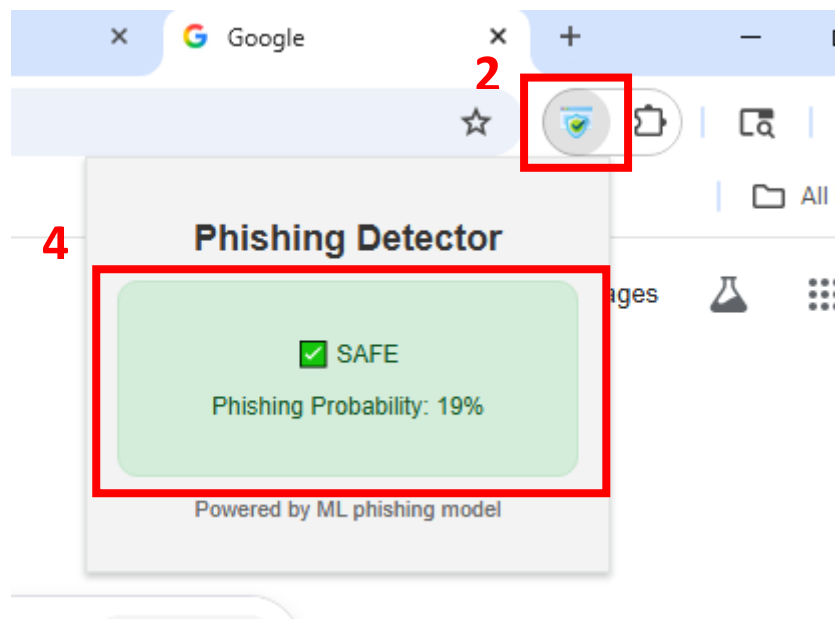 Google
2
All
4
Phishing Detector
ages
✅ SAFE
Phishing Probability: 19%
Powered by ML phishing model